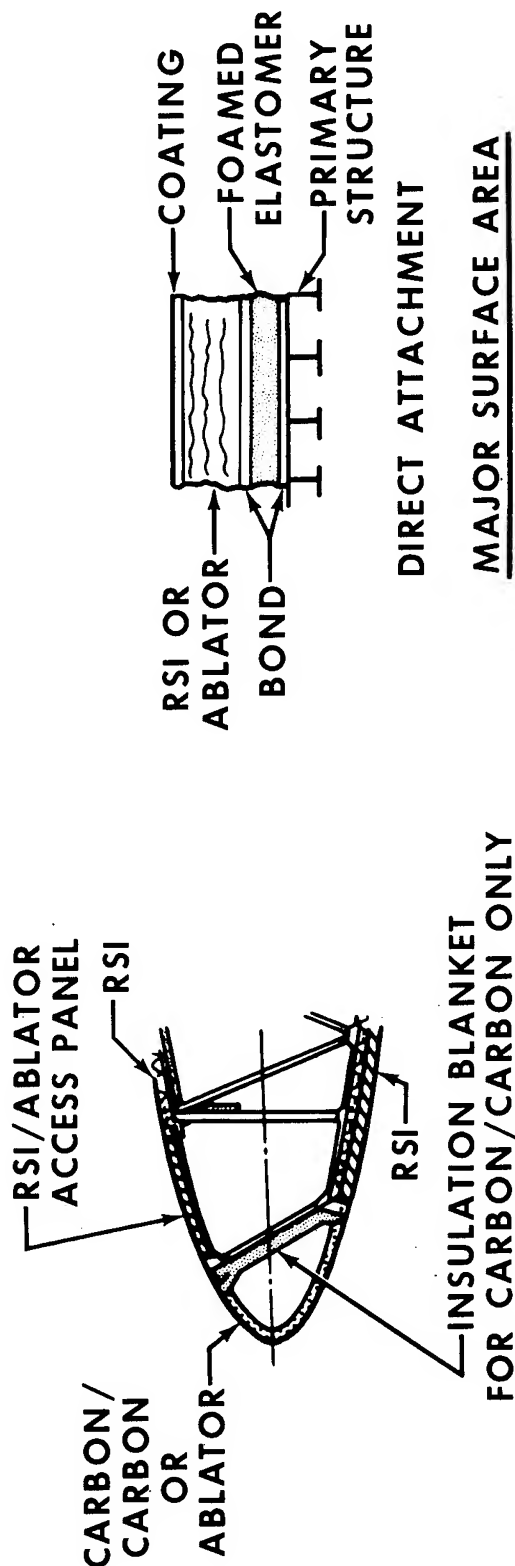 CARBON/
CARBON
OR
ABLATOR
RSI/ABLATOR
ACCESS PANEL
RSI
RSI
INSULATION BLANKET
FOR CARBON/CARBON ONLY
RSI OR
ABLATOR
BOND
COATING
FOAMED
ELASTOMER
PRIMARY
STRUCTURE
DIRECT ATTACHMENT
MAJOR SURFACE AREA